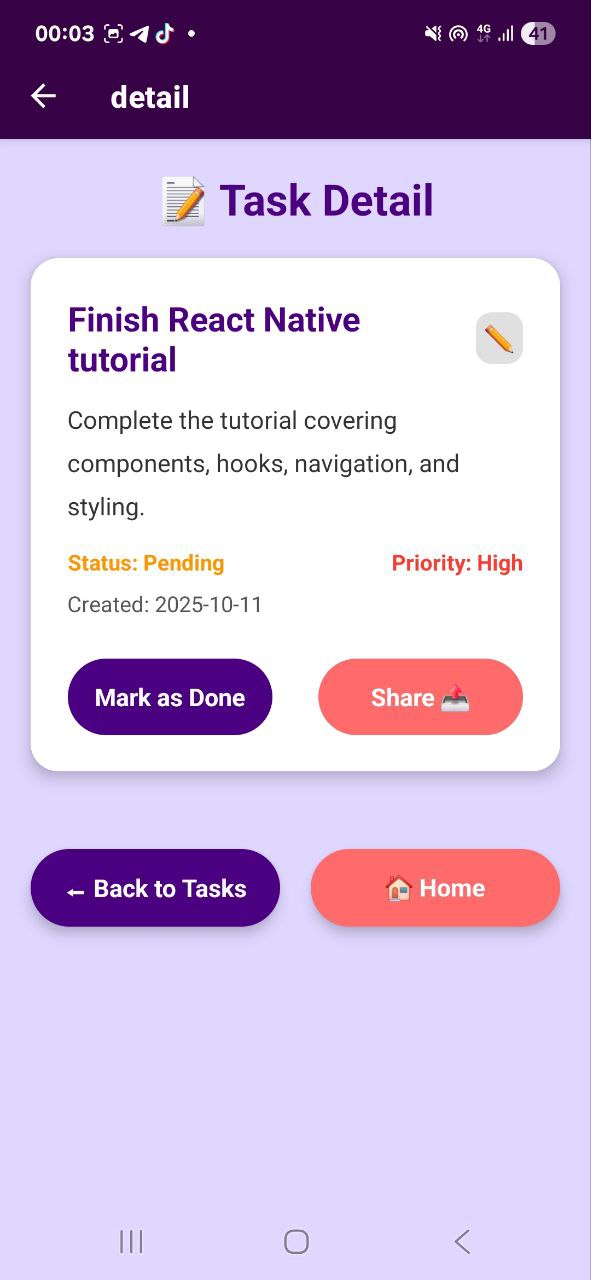 00:03
4G
41
detail
📝 Task Detail
Finish React Native
tutorial
Complete the tutorial covering
components, hooks, navigation, and
styling.
Status: Pending Priority: High
Created: 2025-10-11
Mark as Done Share 📤
← Back to Tasks 🏠 Home